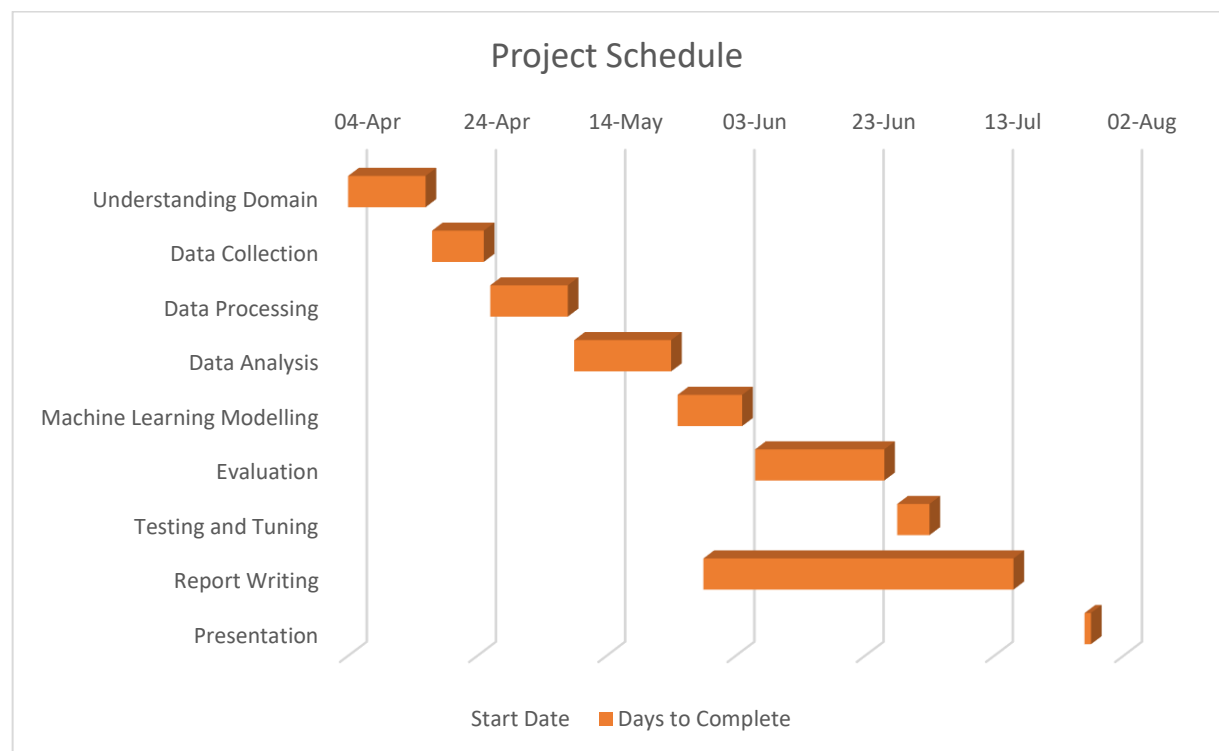 Project Schedule
04-Apr 24-Apr 14-May 03-Jun 23-Jun 13-Jul 02-Aug
Understanding Domain
Data Collection
Data Processing
Data Analysis
Machine Learning Modelling
Evaluation
Testing and Tuning
Report Writing
Presentation
Start Date Days to Complete